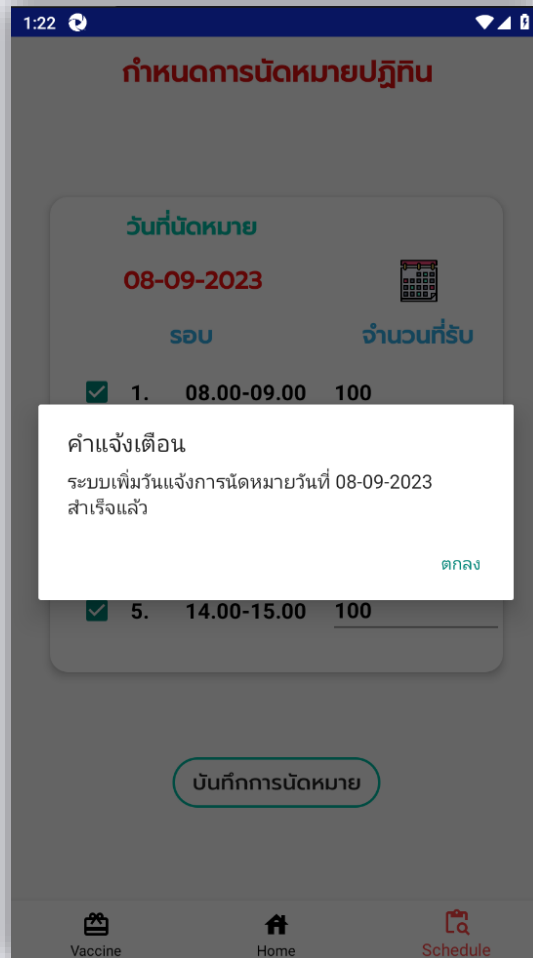 1:22
กำหนดการนัดหมายปฏิทิน
วันที่นัดหมาย
08-09-2023
รอบ จำนวนที่รับ
1. 08.00-09.00 100
คำแจ้งเตือน
ระบบเพิ่มวันแจ้งการนัดหมายวันที่ 08-09-2023
สำเร็จแล้ว
ตกลง
5. 14.00-15.00 100
บันทึกการนัดหมาย
Vaccine Home Schedule